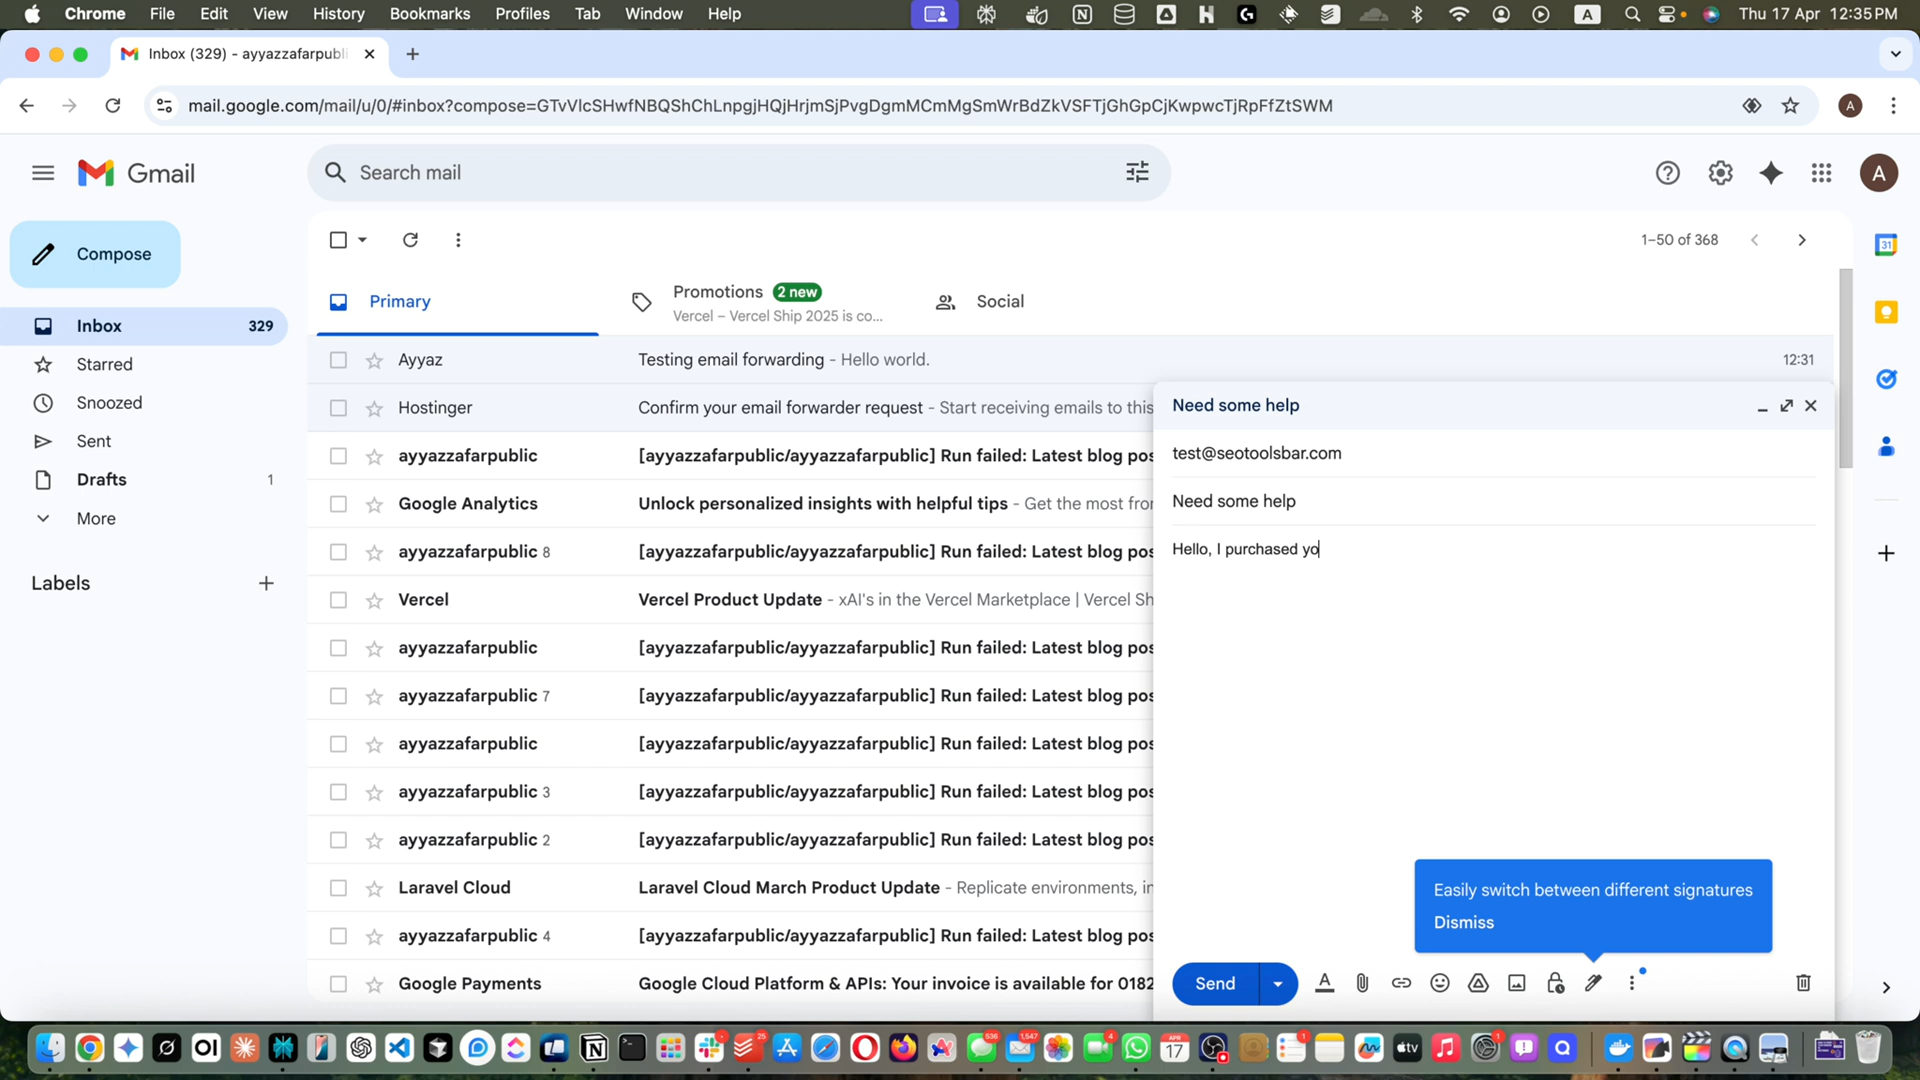 Chrome File Edit View History Bookmarks Profiles Tab Window Help Thu 17 Apr 12:35 PM
Inbox (329) - ayyazzafarpubli
mail.google.com/mail/u/0/#inbox?compose=GTvVlcSHwfNBQShChLnpgjHQjHrjmSjPvgDgmMCmMgSmWrBdZkVSFTjGhGpCjKwpwcTjRpFfZtSWM
A
Gmail
Search mail
A
Compose
1–50 of 368
Inbox 329
Starred
Snoozed
Sent
Drafts 1
More
Labels
Primary
Promotions 2 new
Vercel – Vercel Ship 2025 is co...
Social
Ayyaz Testing email forwarding - Hello world. 12:31
Hostinger Confirm your email forwarder request - Start receiving emails to this
ayyazzafarpublic [ayyazzafarpublic/ayyazzafarpublic] Run failed: Latest blog pos
Google Analytics Unlock personalized insights with helpful tips - Get the most fro
ayyazzafarpublic 8 [ayyazzafarpublic/ayyazzafarpublic] Run failed: Latest blog pos
Vercel Vercel Product Update - xAI's in the Vercel Marketplace | Vercel Sh
ayyazzafarpublic [ayyazzafarpublic/ayyazzafarpublic] Run failed: Latest blog pos
ayyazzafarpublic 7 [ayyazzafarpublic/ayyazzafarpublic] Run failed: Latest blog pos
ayyazzafarpublic [ayyazzafarpublic/ayyazzafarpublic] Run failed: Latest blog pos
ayyazzafarpublic 3 [ayyazzafarpublic/ayyazzafarpublic] Run failed: Latest blog pos
ayyazzafarpublic 2 [ayyazzafarpublic/ayyazzafarpublic] Run failed: Latest blog pos
Laravel Cloud Laravel Cloud March Product Update - Replicate environments, in
ayyazzafarpublic 4 [ayyazzafarpublic/ayyazzafarpublic] Run failed: Latest blog pos
Google Payments Google Cloud Platform & APIs: Your invoice is available for 0182
Need some help
test@seotoolsbar.com
Need some help
Hello, I purchased yo
Easily switch between different signatures
Dismiss
Send